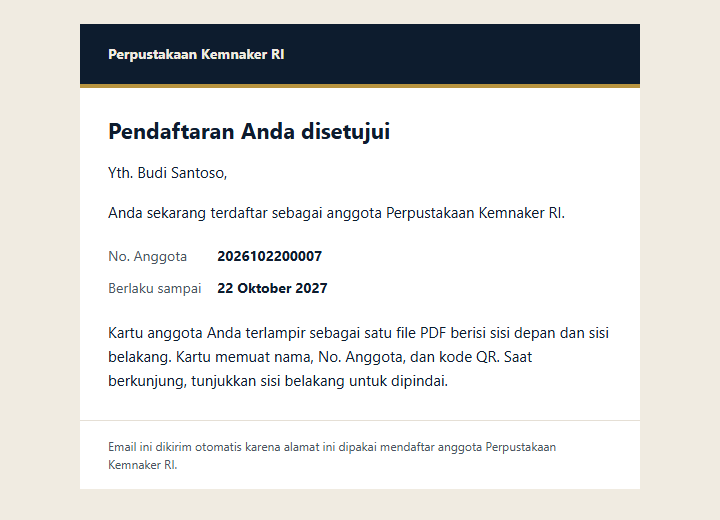 Perpustakaan Kemnaker RI
Pendaftaran Anda disetujui
Yth. Budi Santoso,
Anda sekarang terdaftar sebagai anggota Perpustakaan Kemnaker RI.
No. Anggota 2026102200007
Berlaku sampai 22 Oktober 2027
Kartu anggota Anda terlampir sebagai satu file PDF berisi sisi depan dan sisi
belakang. Kartu memuat nama, No. Anggota, dan kode QR. Saat
berkunjung, tunjukkan sisi belakang untuk dipindai.
Email ini dikirim otomatis karena alamat ini dipakai mendaftar anggota Perpustakaan
Kemnaker RI.